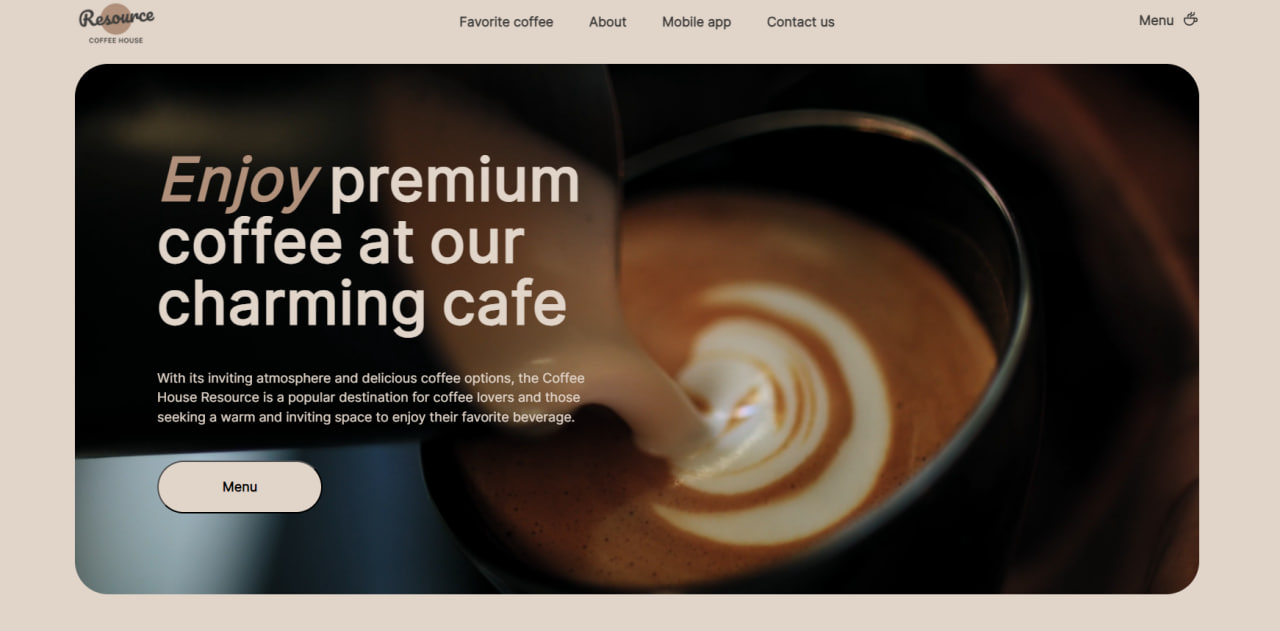 Resource
COFFEE HOUSE
Favorite coffee
About
Mobile app
Contact us
Menu
Enjoy premium
coffee at our
charming cafe
With its inviting atmosphere and delicious coffee options, the Coffee
House Resource is a popular destination for coffee lovers and those
seeking a warm and inviting space to enjoy their favorite beverage.
Menu